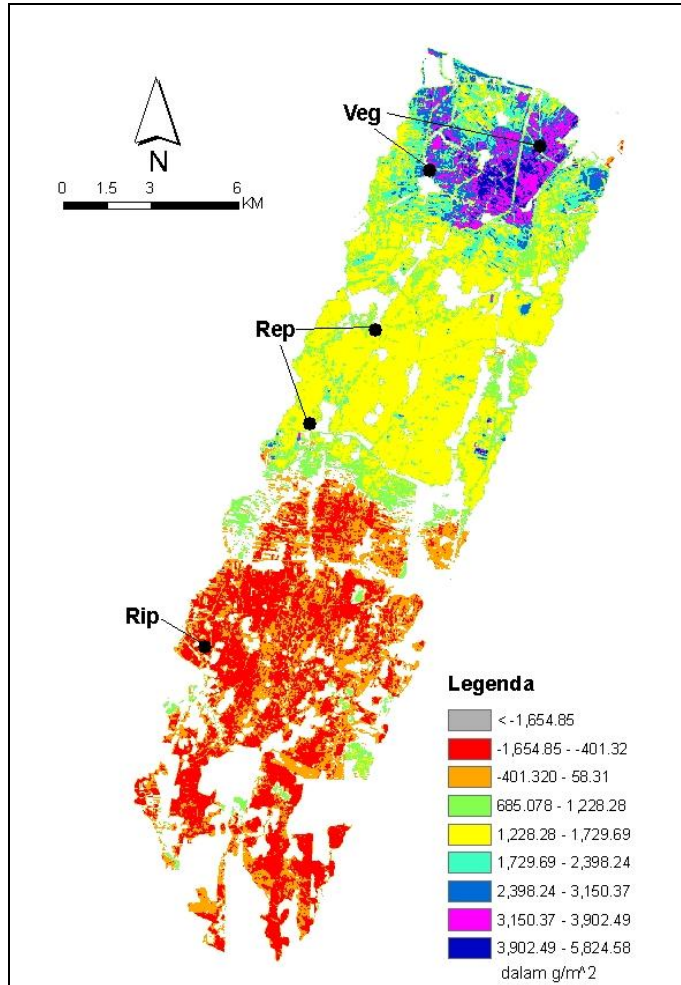 Veg
N
0 1.5 3 6
KM
Rep
Rip
Legenda
< -1,654.85
-1,654.85 - -401.32
-401.320 - 58.31
685.078 - 1,228.28
1,228.28 - 1,729.69
1,729.69 - 2,398.24
2,398.24 - 3,150.37
3,150.37 - 3,902.49
3,902.49 - 5,824.58
dalam g/m^2